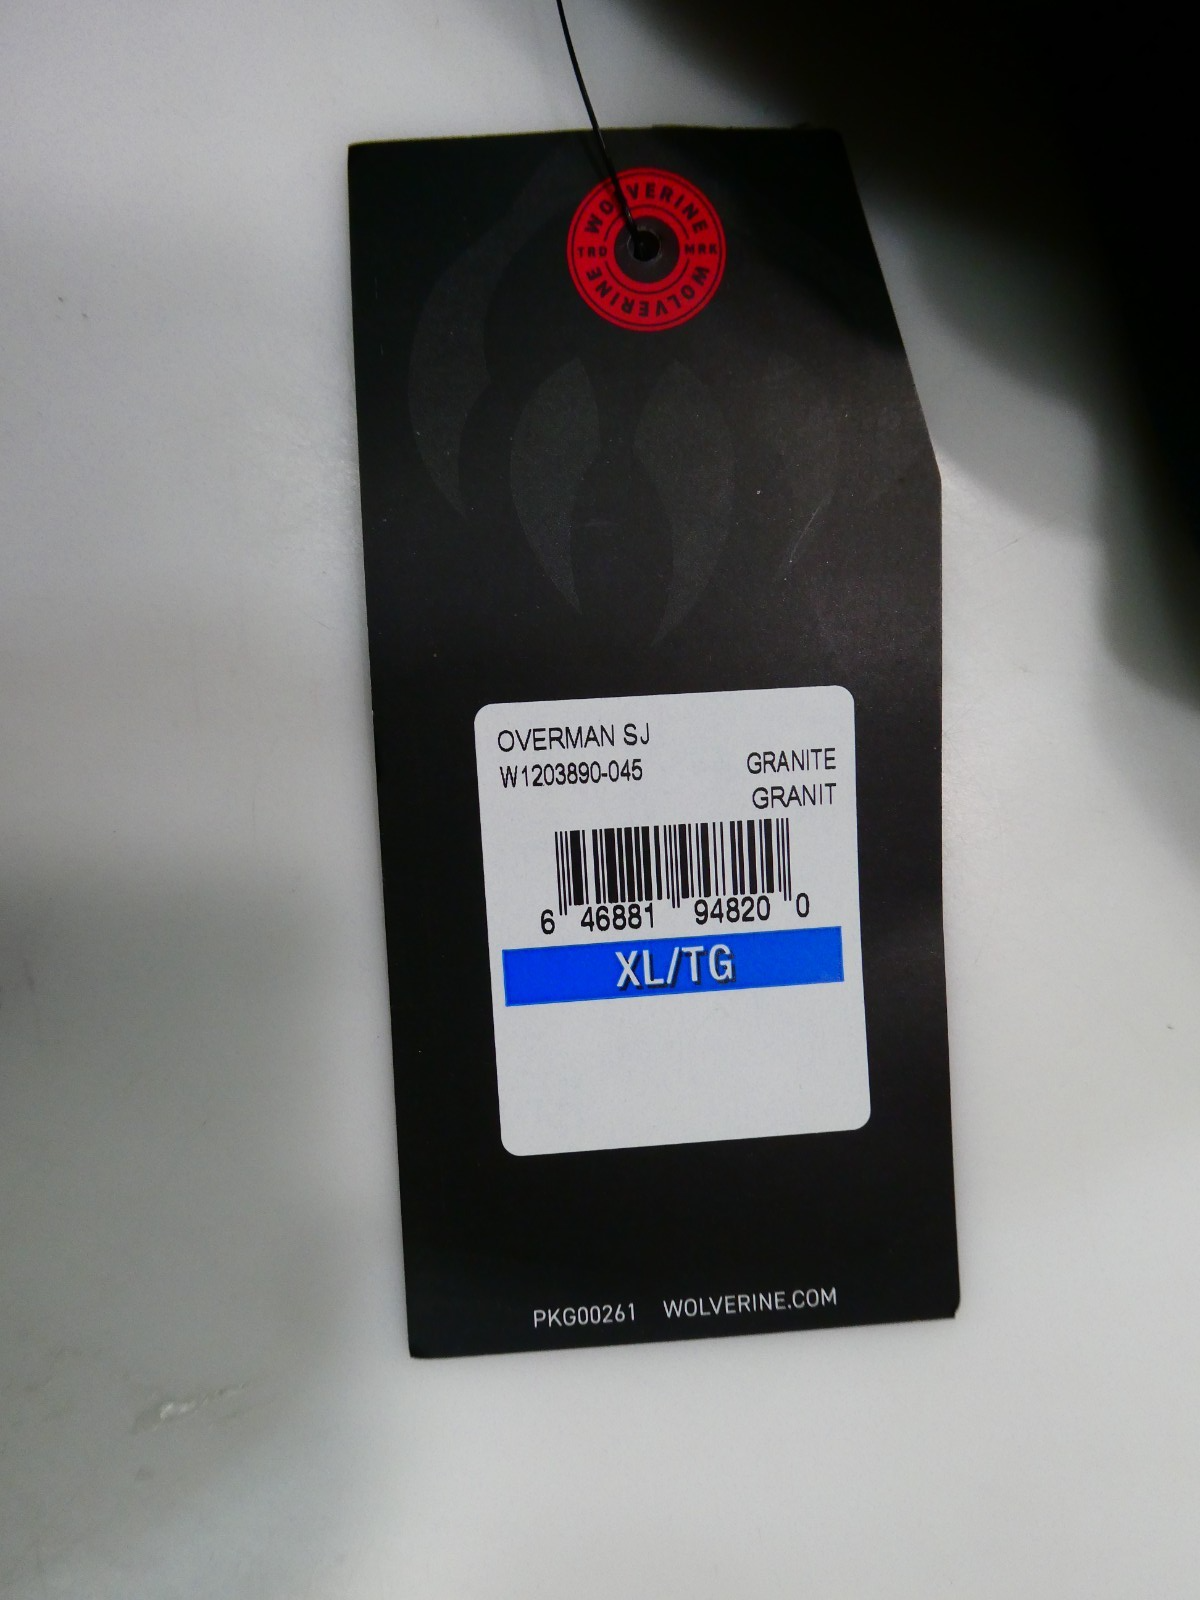 WOLVERINE
TRD MRK
WOLVERINE
OVERMAN SJ
W1203890-045
GRANITE
GRANIT
6 46881 94820 0
XL/TG
PKG00261 WOLVERINE.COM